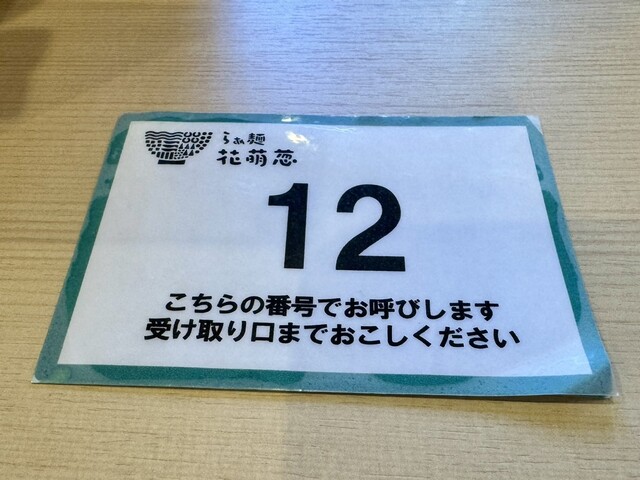 らぁ麺
花萌葱
12
こちらの番号でお呼びします
受け取り口までおこしください